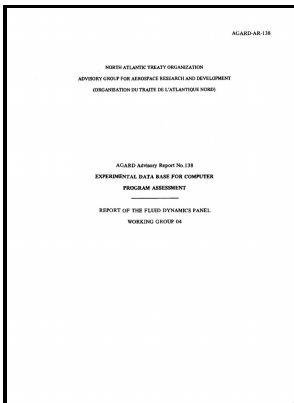 AGARD-AR-138
NORTH ATLANTIC TREATY ORGANIZATION
ADVISORY GROUP FOR AEROSPACE RESEARCH AND DEVELOPMENT
(ORGANISATION DU TRAITE DE L'ATLANTIQUE NORD)
AGARD Advisory Report No.138
EXPERIMENTAL DATA BASE FOR COMPUTER
PROGRAM ASSESSMENT
REPORT OF THE FLUID DYNAMICS PANEL
WORKING GROUP 04